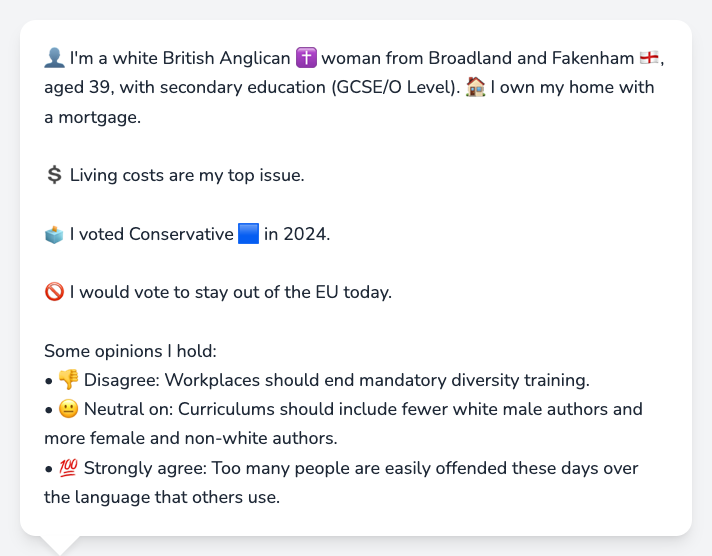 👤 I'm a white British Anglican ✝️ woman from Broadland and Fakenham 🏴󠁧󠁢󠁥󠁮󠁧󠁿,
aged 39, with secondary education (GCSE/O Level). 🏠 I own my home with
a mortgage.
💲 Living costs are my top issue.
🗳️ I voted Conservative 🟦 in 2024.
🚫 I would vote to stay out of the EU today.
Some opinions I hold:
• 👎 Disagree: Workplaces should end mandatory diversity training.
• 😐 Neutral on: Curriculums should include fewer white male authors and
more female and non-white authors.
• 💯 Strongly agree: Too many people are easily offended these days over
the language that others use.